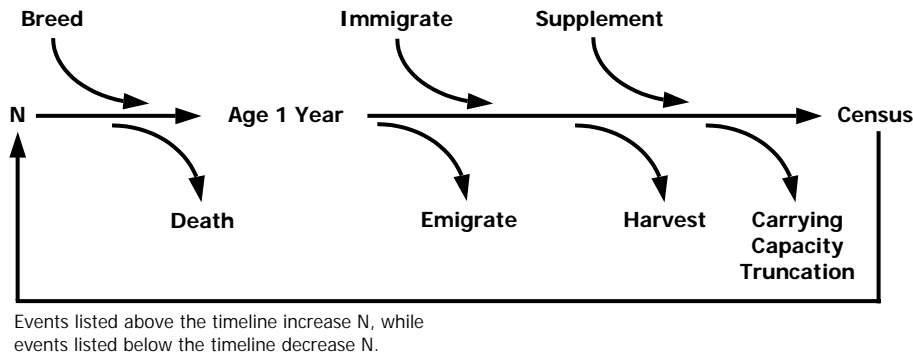 Breed
Immigrate
Supplement
N
Age 1 Year
Census
Death
Emigrate
Harvest
Carrying
Capacity
Truncation
Events listed above the timeline increase N, while
events listed below the timeline decrease N.